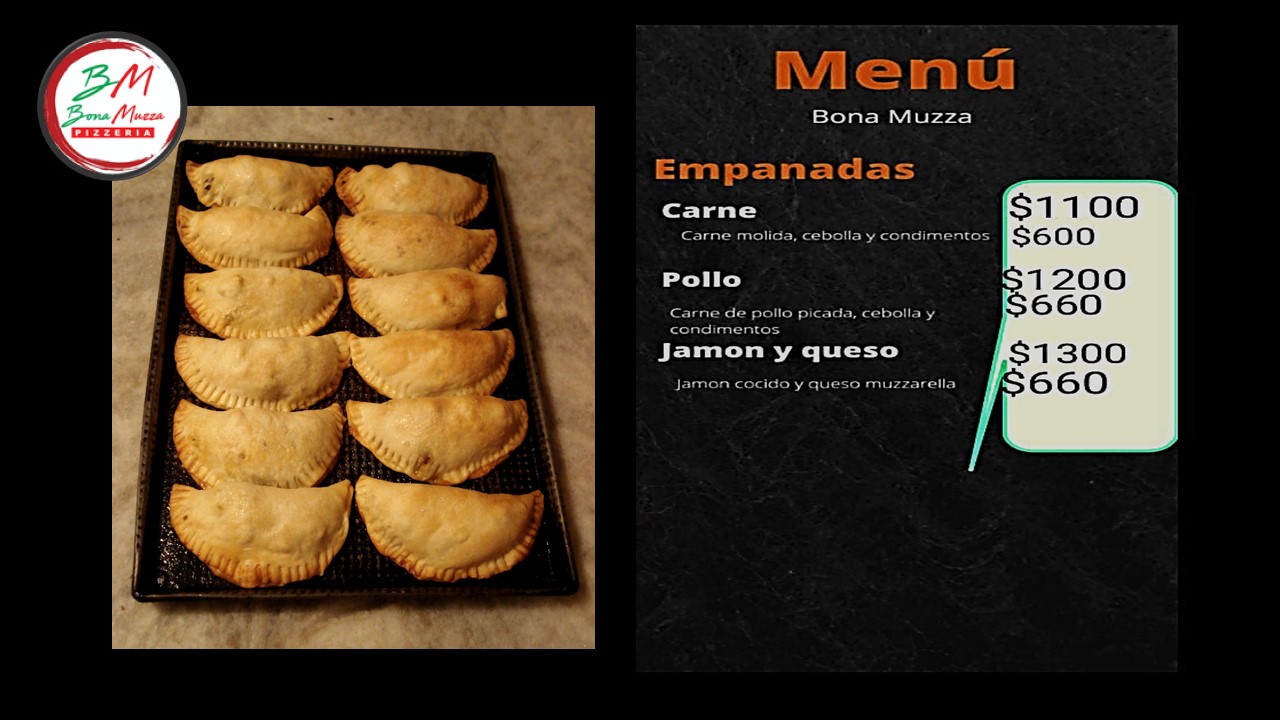 BM
Bona Muzza
PIZZERIA
Menú
Bona Muzza
Empanadas
Carne $1100
Carne molida, cebolla y condimentos $600
Pollo $1200
Carne de pollo picada, cebolla y $660
condimentos
Jamon y queso $1300
Jamon cocido y queso muzzarella $660